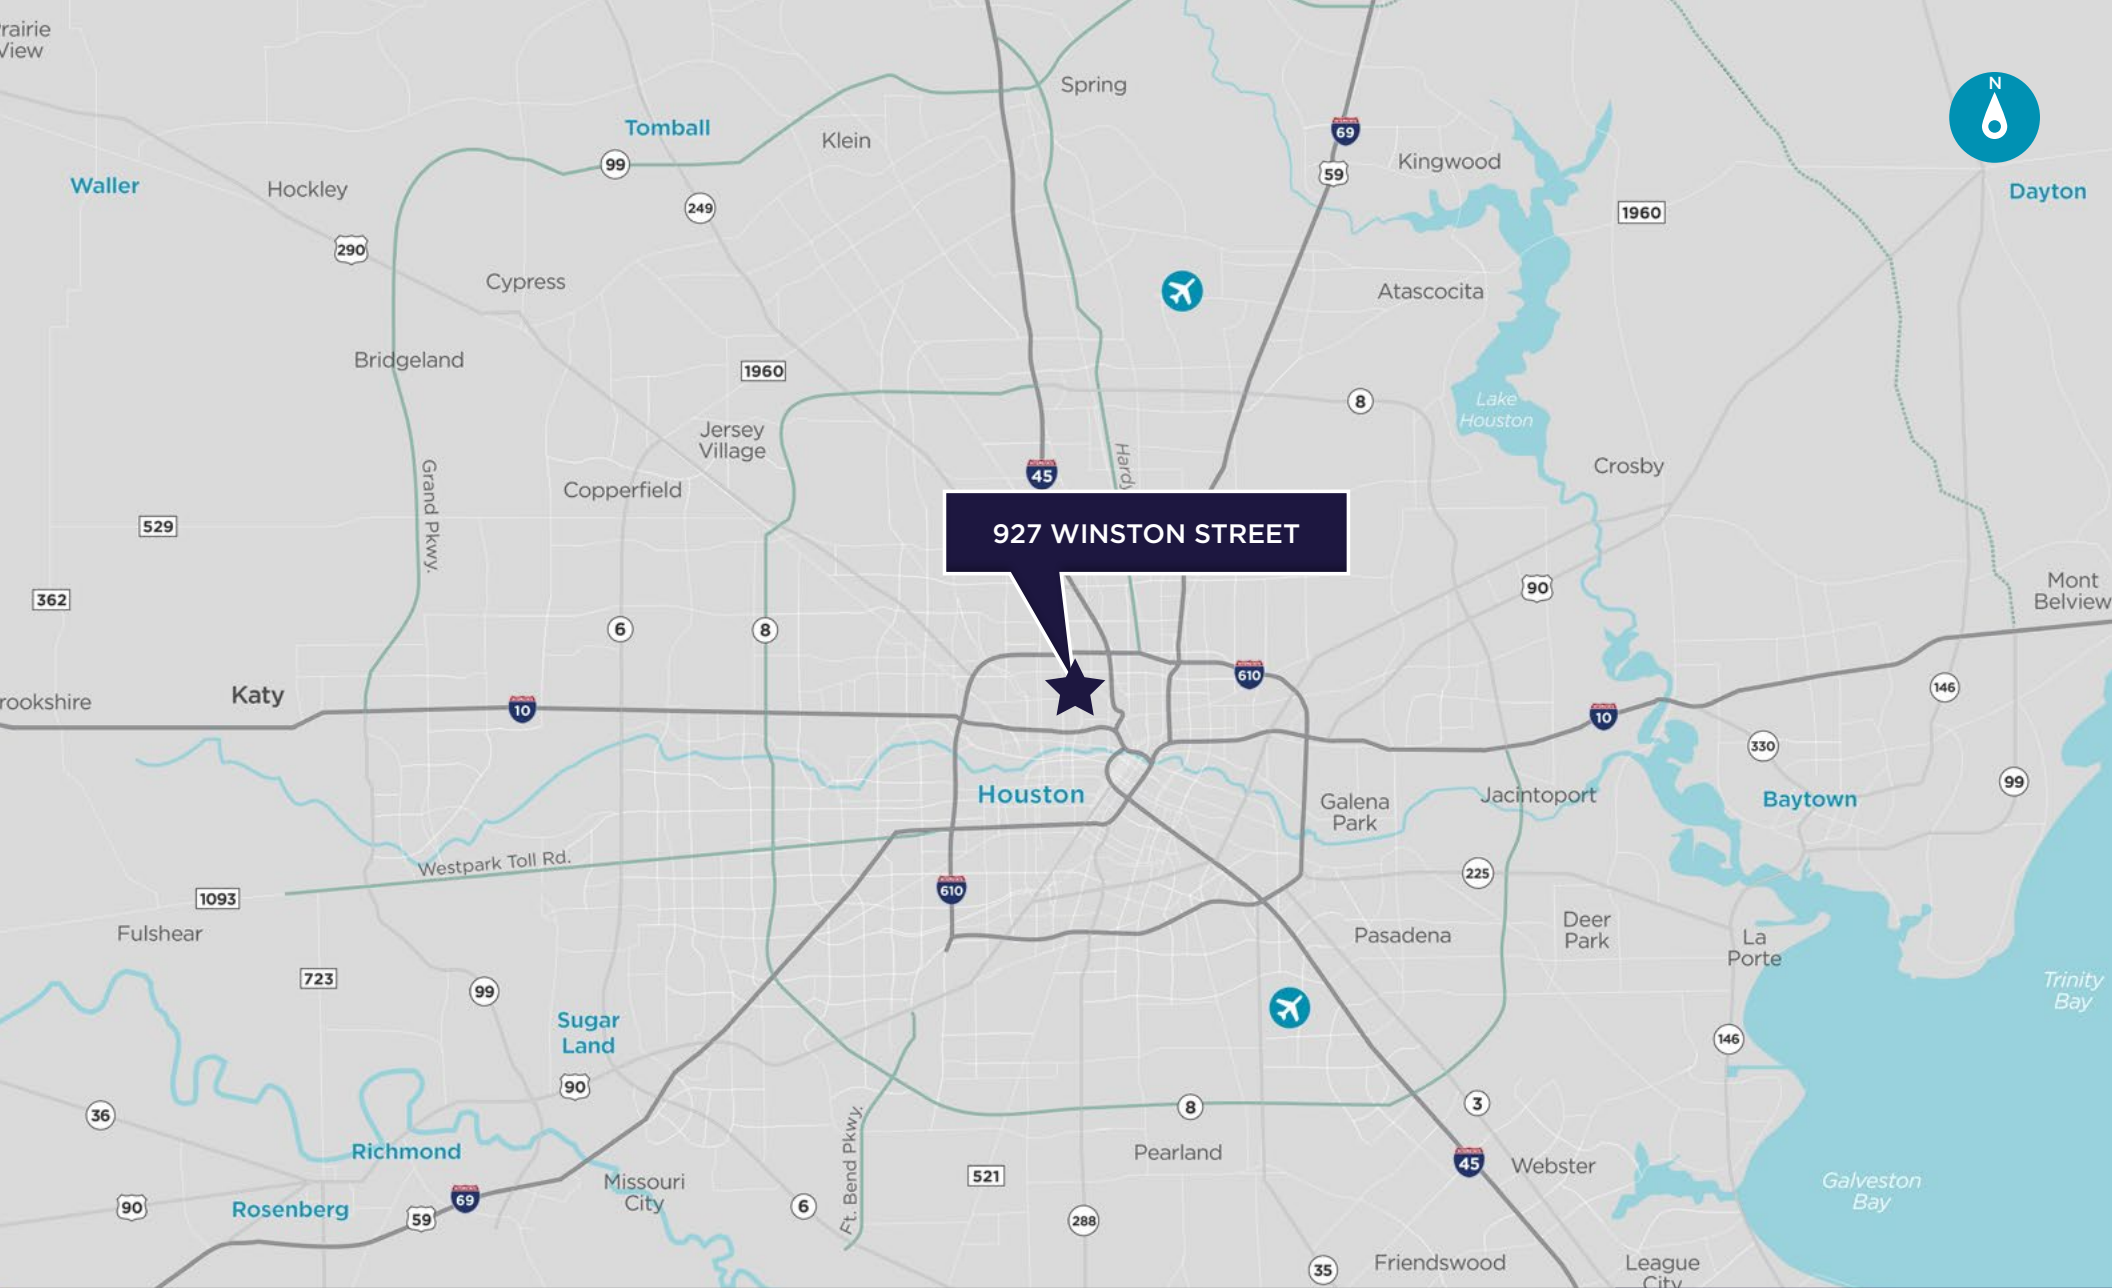 rairie
View
Spring
N
Tomball
69
Klein
99
Kingwood
59
Waller
Hockley
Dayton
249
1960
290
Cypress
Atascocita
Bridgeland
1960
8
Lake
Houston
Jersey
Village
Hardy
Grand Pkwy.
45
Crosby
Copperfield
529
927 WINSTON STREET
90
Mont
Belview
362
6
8
610
146
Katy
rookshire
10
10
330
99
Houston
Galena
Park
Jacintoport
Baytown
Westpark Toll Rd.
225
610
1093
Fulshear
Pasadena
Deer
Park
La
Porte
723
99
Trinity
Bay
Sugar
Land
146
90
36
8
3
Richmond
Ft. Bend Pkwy.
Pearland
45
Webster
521
Missouri
City
Galveston
Bay
69
90
Rosenberg
59
6
288
Friendswood
35
League
City